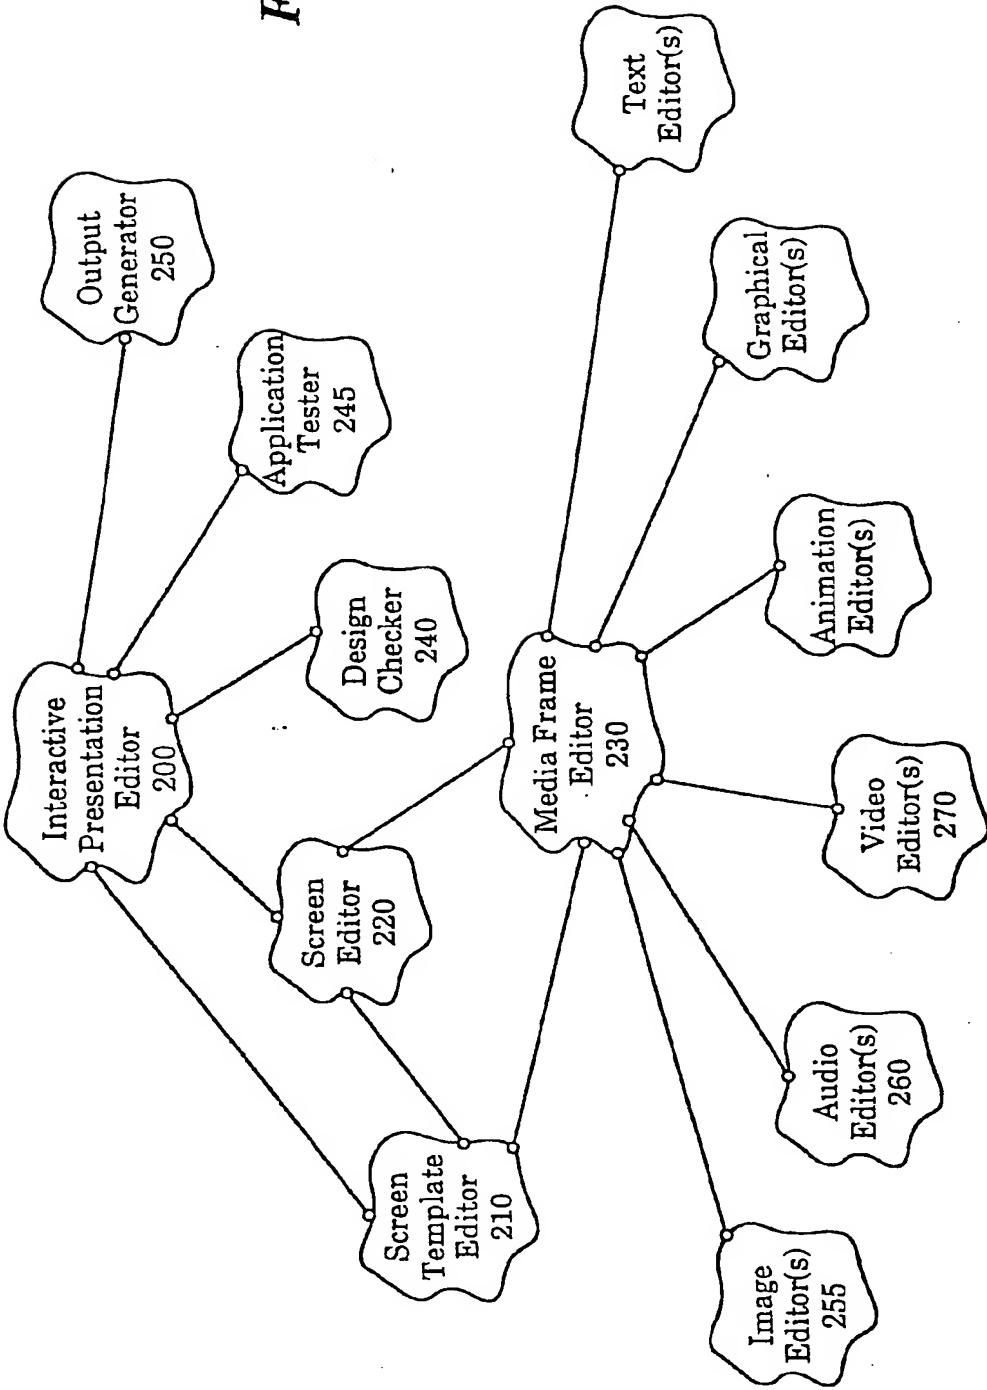 F
Interactive
Presentation
Editor
200
Output
Generator
250
Application
Tester
245
Design
Checker
240
Screen
Editor
220
Screen
Template
Editor
210
Media Frame
Editor
230
Text
Editor(s)
Graphical
Editor(s)
Animation
Editor(s)
Video
Editor(s)
270
Audio
Editor(s)
260
Image
Editor(s)
255